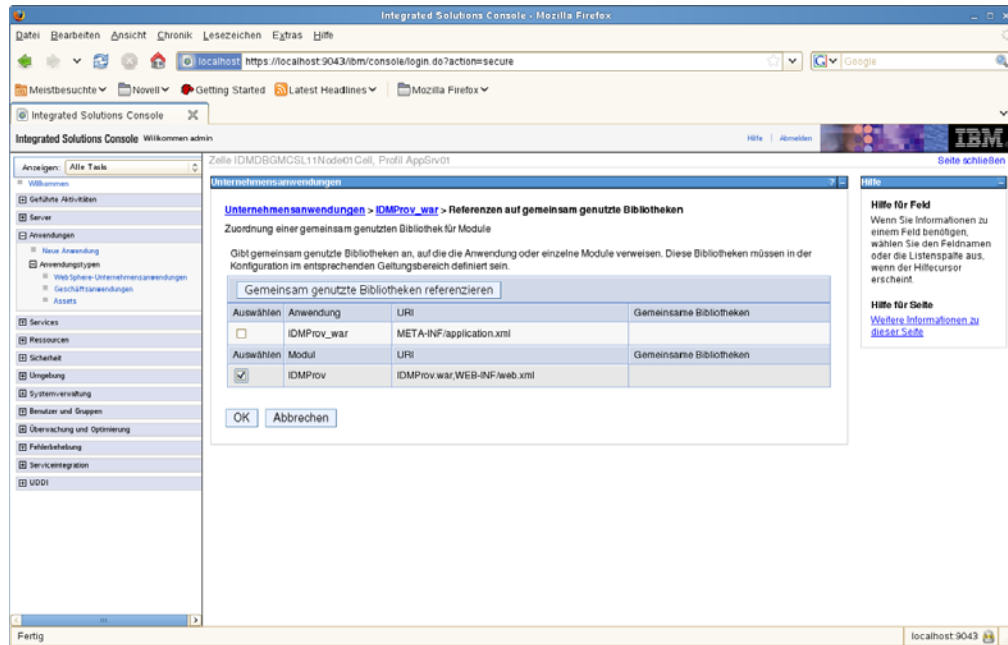 Integrated Solutions Console - Mozilla Firefox
Datei Bearbeiten Ansicht Chronik Lesezeichen Extras Hilfe
localhost https://localhost:9043/ibm/console/login.do?action=secure
Google
Meistbesuchte Novell Getting Started Latest Headlines Mozilla Firefox
Integrated Solutions Console
Integrated Solutions Console Willkommen admin
Hilfe | Abmelden
IBM.
Anzeigen: Alle Tasks
Willkommen
Geführte Aktivitäten
Server
Anwendungen
Neue Anwendung
Anwendungstypen
WebSphere-Unternehmensanwendungen
Geschäftsanwendungen
Assets
Services
Ressourcen
Sicherheit
Umgebung
Systemverwaltung
Benutzer und Gruppen
Überwachung und Optimierung
Fehlerbehebung
Serviceintegration
UDDI
Zelle IDMDBGMCSL11Node01Cell, Profil AppSrv01
Seite schließen
Unternehmensanwendungen ? –
Unternehmensanwendungen > IDMProv_war > Referenzen auf gemeinsam genutzte Bibliotheken
Zuordnung einer gemeinsam genutzten Bibliothek für Module
Gibt gemeinsam genutzte Bibliotheken an, auf die die Anwendung oder einzelne Module verweisen. Diese Bibliotheken müssen in der
Konfiguration im entsprechenden Geltungsbereich definiert sein.
Gemeinsam genutzte Bibliotheken referenzieren
Auswählen Anwendung URI Gemeinsame Bibliotheken
IDMProv_war META-INF/application.xml
Auswählen Modul URI Gemeinsame Bibliotheken
IDMProv IDMProv.war,WEB-INF/web.xml
OK Abbrechen
Hilfe
Hilfe für Feld
Wenn Sie Informationen zu
einem Feld benötigen,
wählen Sie den Feldnamen
oder die Listenspalte aus,
wenn der Hilfecursor
erscheint.
Hilfe für Seite
Weitere Informationen zu
dieser Seite
Fertig
localhost:9043